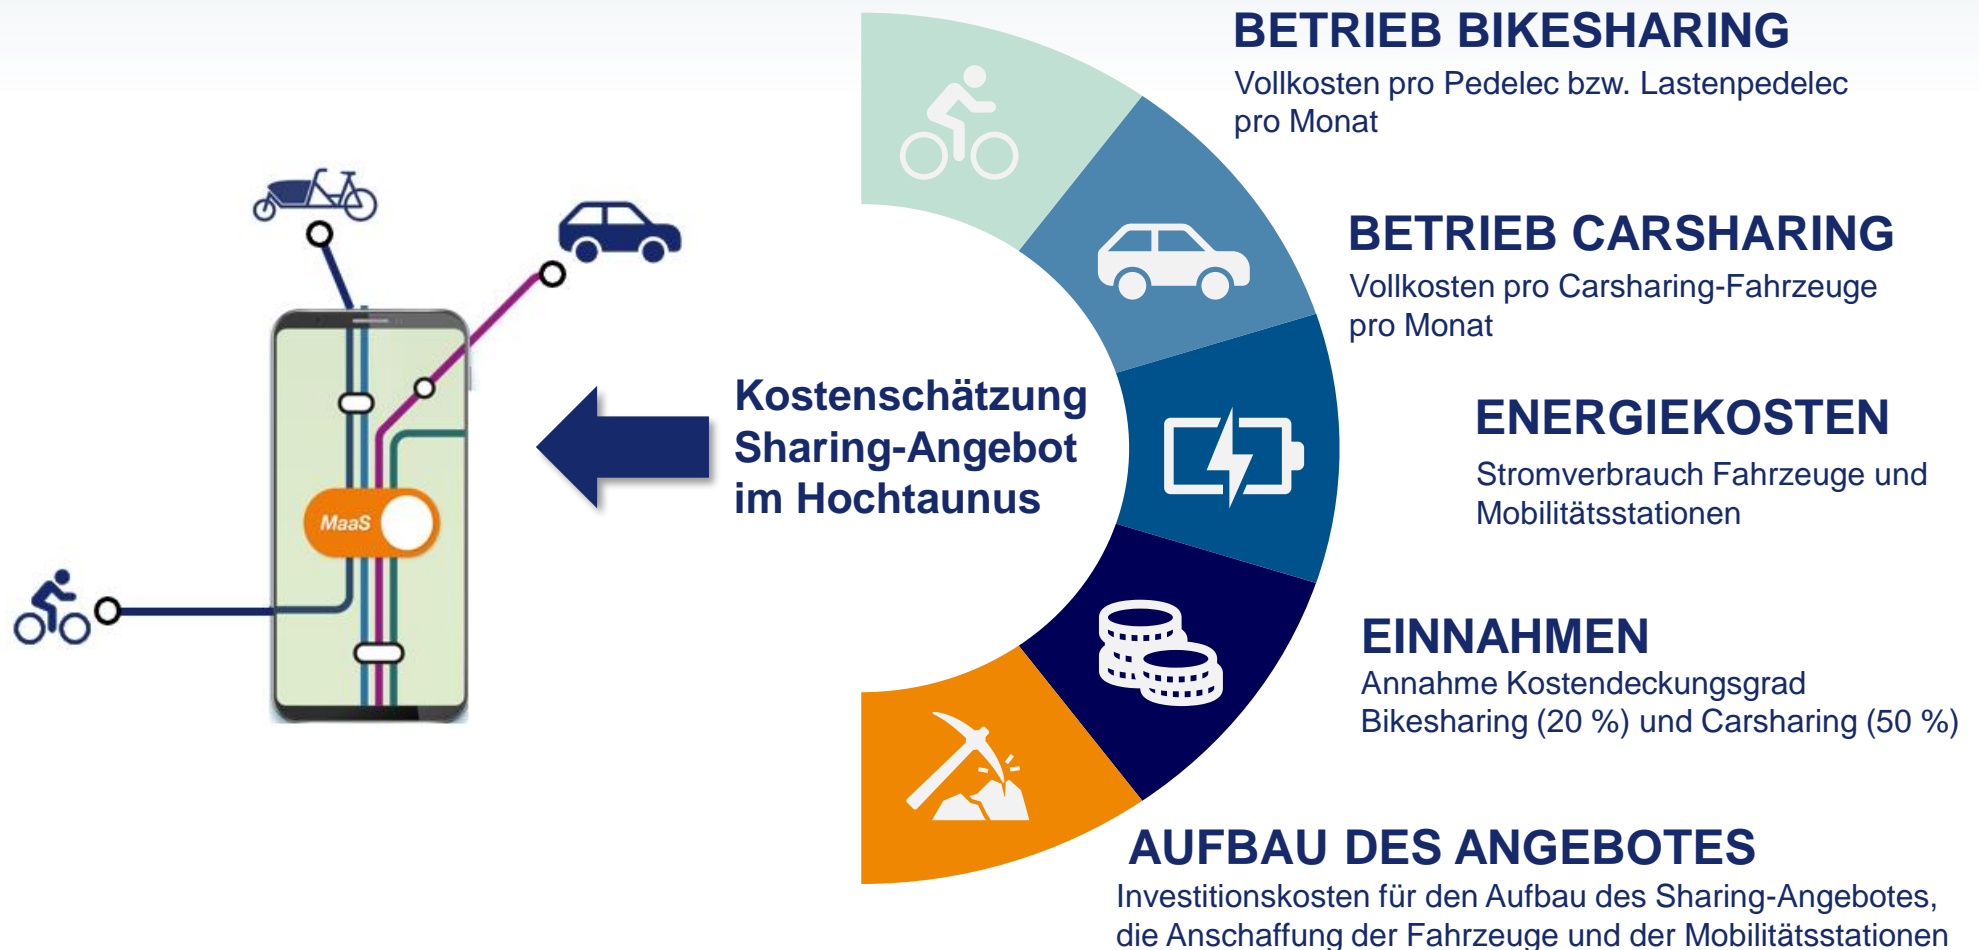 BETRIEB BIKESHARING
Vollkosten pro Pedelec bzw. Lastenpedelec
pro Monat
BETRIEB CARSHARING
Vollkosten pro Carsharing-Fahrzeuge
pro Monat
Kostenschätzung
Sharing-Angebot
im Hochtaunus
ENERGIEKOSTEN
Stromverbrauch Fahrzeuge und
Mobilitätsstationen
MaaS
EINNAHMEN
Annahme Kostendeckungsgrad
Bikesharing (20 %) und Carsharing (50 %)
AUFBAU DES ANGEBOTES
Investitionskosten für den Aufbau des Sharing-Angebotes,
die Anschaffung der Fahrzeuge und der Mobilitätsstationen